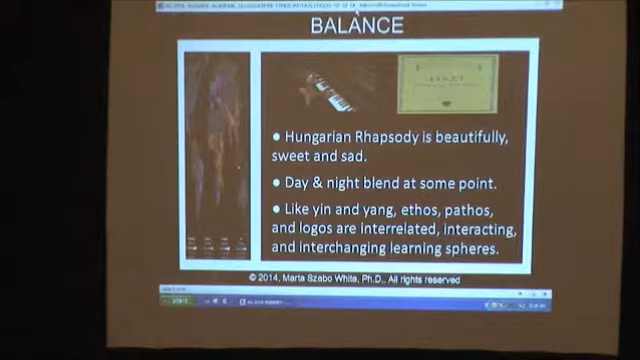 BALANCE
LISZT
● Hungarian Rhapsody is beautifully,
sweet and sad.
● Day & night blend at some point.
● Like yin and yang, ethos, pathos,
and logos are interrelated, interacting,
and interchanging learning spheres.
© 2014, Marta Szabo White, Ph.D., All rights reserved
start